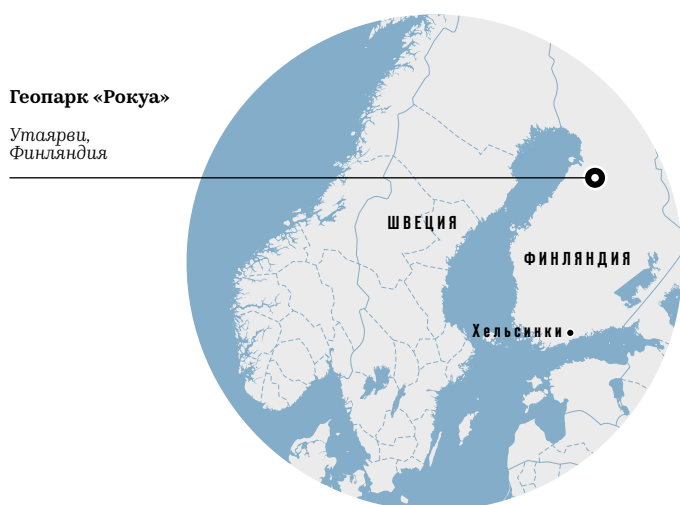 Геопарк «Рокуа»
Утаярви,
Финляндия
ШВЕЦИЯ
ФИНЛЯНДИЯ
Хельсинки